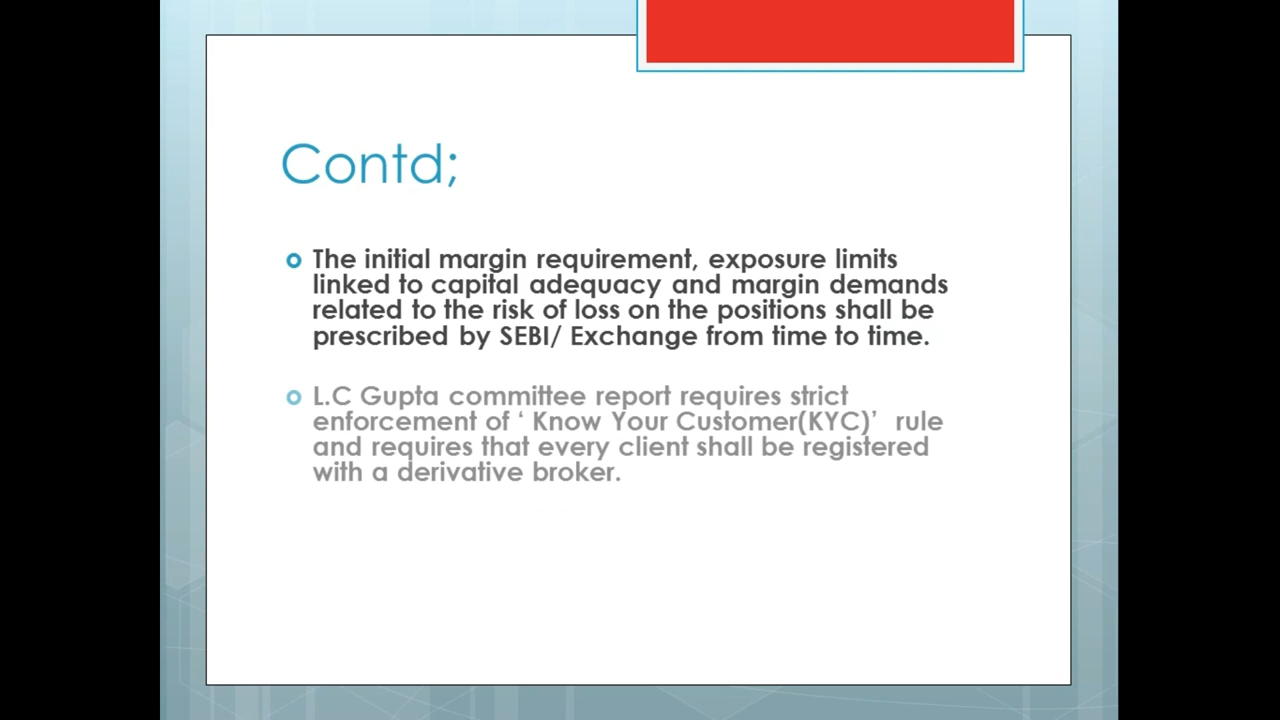 Contd;
The initial margin requirement, exposure limits
linked to capital adequacy and margin demands
related to the risk of loss on the positions shall be
prescribed by SEBI/ Exchange from time to time.
L.C Gupta committee report requires strict
enforcement of ‘ Know Your Customer(KYC)’  rule
and requires that every client shall be registered
with a derivative broker.